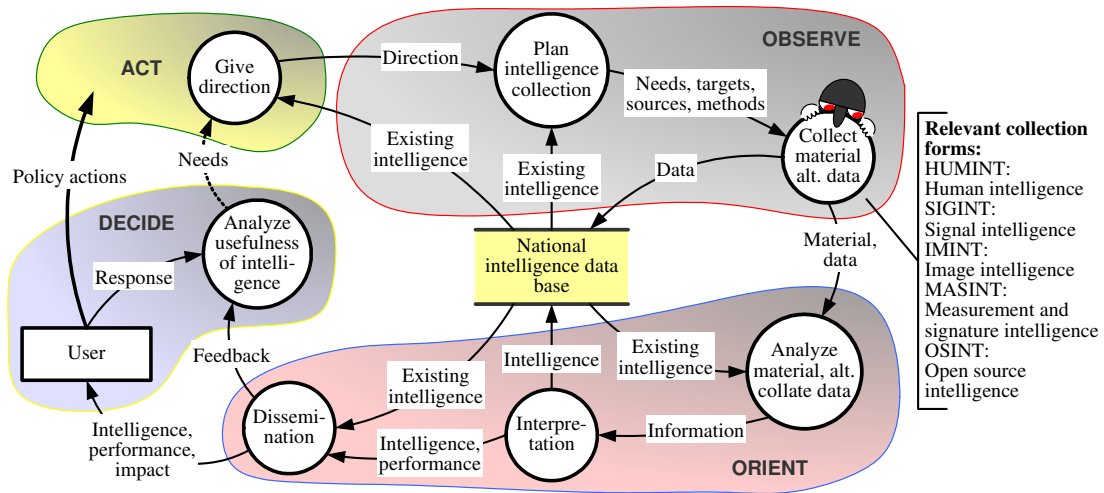 ACT
Give
direction
Direction
Plan
intelligence
collection
OBSERVE
Needs, targets,
sources, methods
Collect
material
alt. data
Existing
intelligence
Existing
intelligence
Data
Needs
Policy actions
DECIDE
Analyze
usefulness
of intelli-
gence
Response
User
Feedback
National
intelligence data
base
Material,
data
Relevant collection
forms:
HUMINT:
Human intelligence
SIGINT:
Signal intelligence
IMINT:
Image intelligence
MASINT:
Measurement and
signature intelligence
OSINT:
Open source
intelligence
Intelligence
Existing
intelligence
Existing
intelligence
Analyze
material, alt.
collate data
Dissemi-
nation
Interpre-
tation
Information
Intelligence,
performance
Intelligence,
performance,
impact
ORIENT